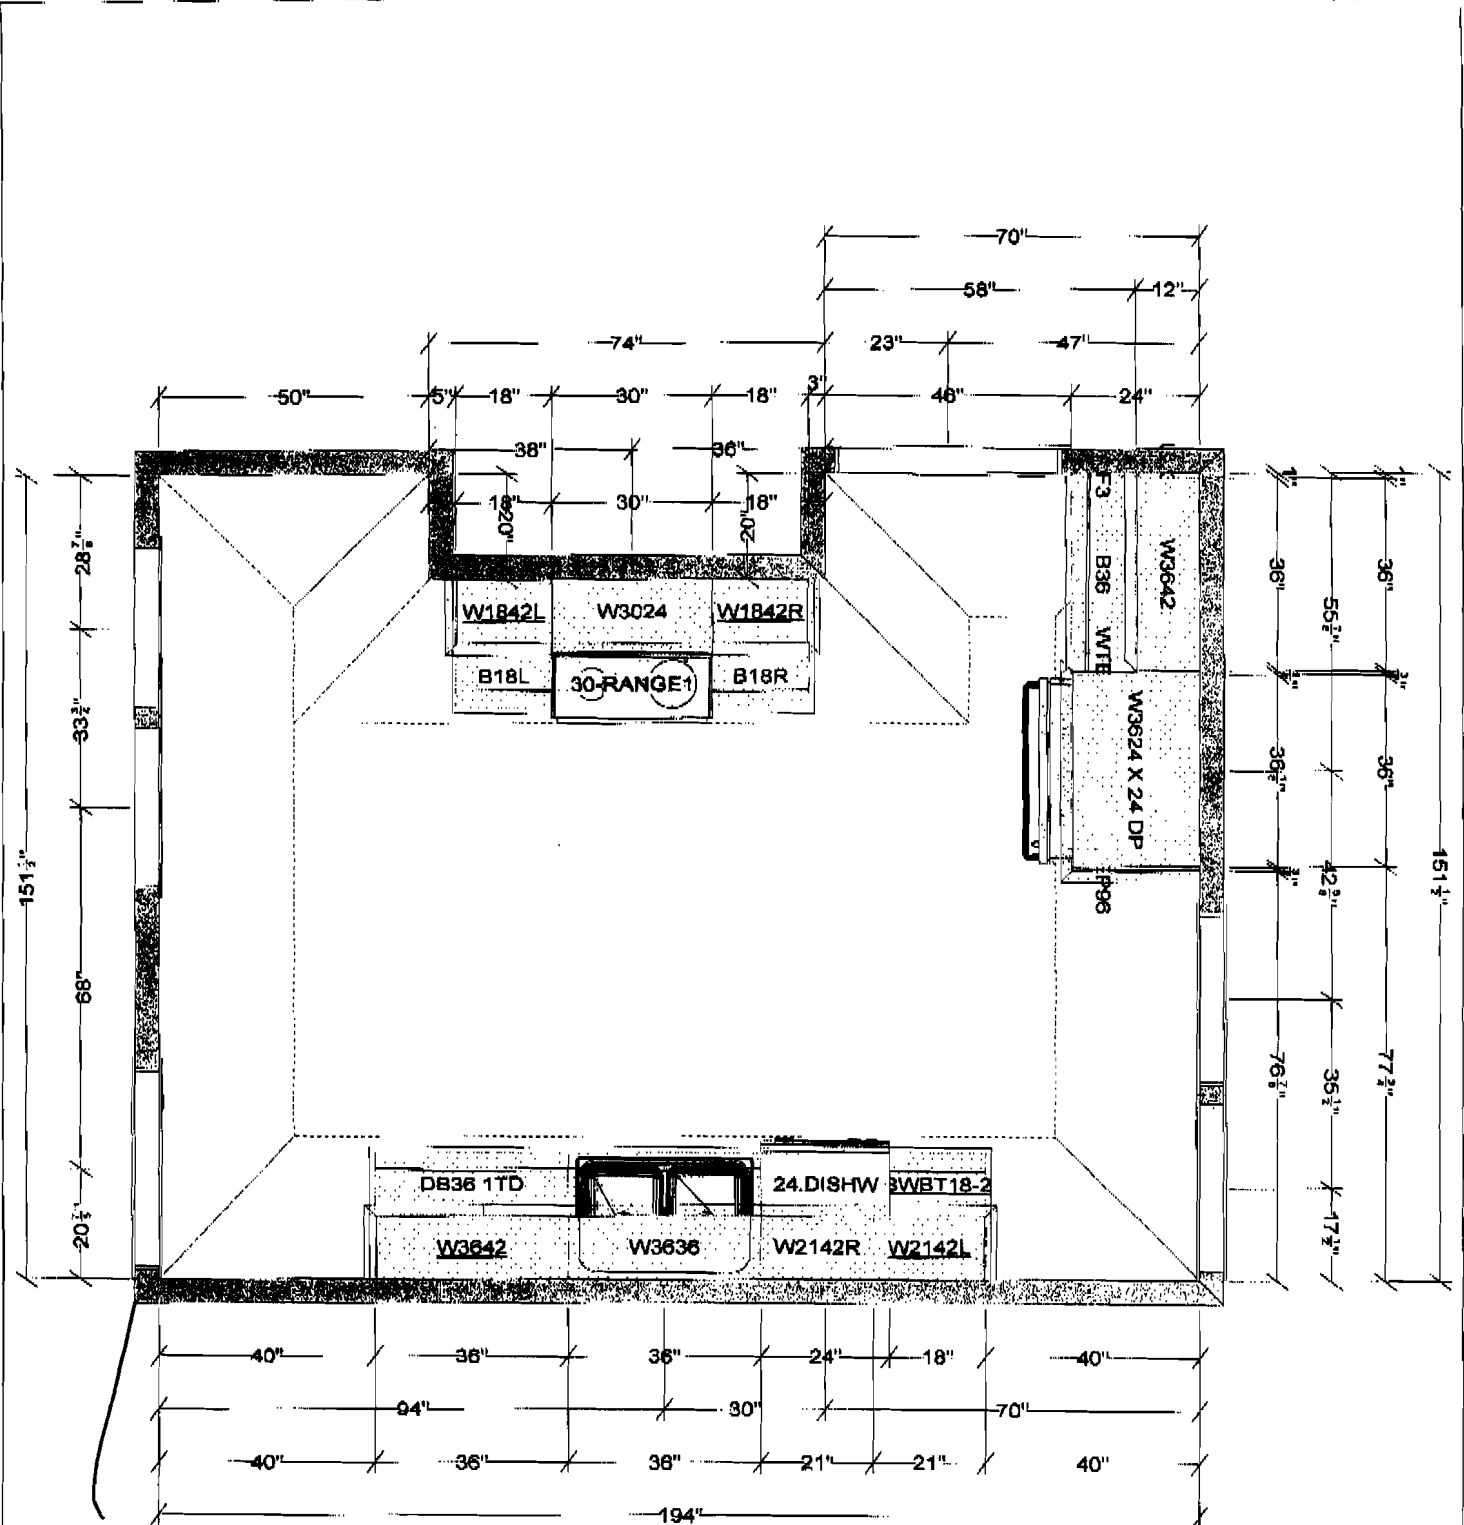 70"
58" 12"
74" 23" 47"
50" 5" 18" 30" 18" 3" 46" 24"
38" 36"
18" 30" 18"
20" 20"
W1842L W3024 W1842R
B18L 30-RANGE1 B18R
F3 B36 WTE
W3642
W3624 X 24 DP
EP96
28 7/8"
33 3/4"
68"
20 7/8"
151 1/2"
36" 55 7/8" 36"
3" 3"
36" 36"
3" 42 5/8"
76 7/8" 35 1/2" 77"
17 1/2"
151 1/2"
DB36 1TD 24.DISHW WBT18-2
W3642 W3636 W2142R W2142L
40" 36" 36" 24" 18" 40"
94" 30" 70"
40" 36" 36" 21" 21" 40"
194"